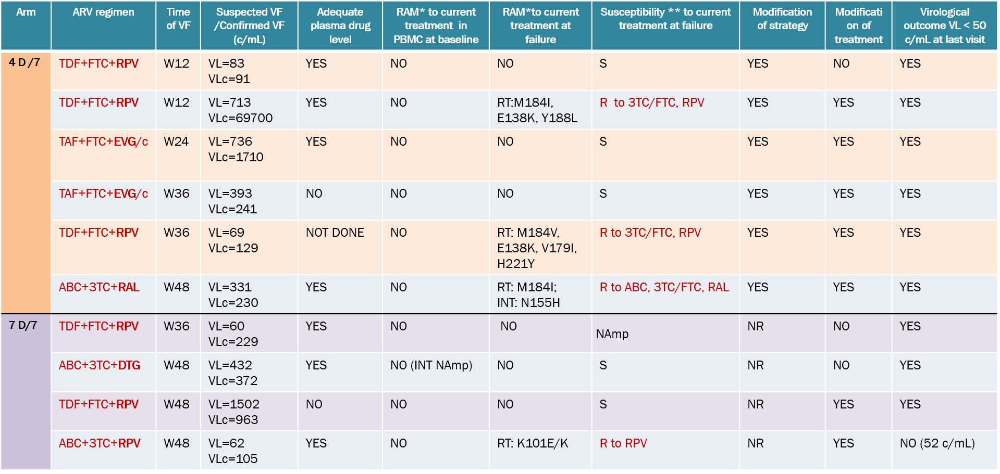 Arm
ARV regimen
Time
of VF
Suspected VF
/Confirmed VF
(c/mL)
Adequate
plasma drug
level
RAM* to current
treatment in
PBMC at baseline
RAM*to current
treatment at
failure
Susceptibility ** to current
treatment at failure
Modification
of strategy
Modificati
on of
treatment
Virological
outcome VL < 50
c/mL at last visit
4 D /7
TDF+FTC+RPV
W12
VL=83
VLc=91
YES
NO
NO
S
YES
NO
YES
TDF+FTC+RPV
W12
VL=713
VLc=69700
YES
NO
RT:M184I,
E138K, Y188L
R to 3TC/FTC, RPV
YES
YES
YES
TAF+FTC+EVG/c
W24
VL=736
VLc=1710
YES
NO
NO
S
YES
YES
YES
TAF+FTC+EVG/c
W36
VL=393
VLc=241
NO
NO
NO
S
YES
YES
YES
TDF+FTC+RPV
W36
VL=69
VLc=129
NOT DONE
NO
RT: M184V,
E138K, V179I,
H221Y
R to 3TC/FTC, RPV
YES
YES
YES
ABC+3TC+RAL
W48
VL=331
VLc=230
YES
NO
RT: M184I;
INT: N155H
R to ABC, 3TC/FTC, RAL
YES
YES
YES
7 D/7
TDF+FTC+RPV
W36
VL=60
VLc=229
YES
NO
NO
NAmp
NR
NO
YES
ABC+3TC+DTG
W48
VL=432
VLc=372
YES
NO (INT NAmp)
NO
S
NR
NO
YES
TDF+FTC+RPV
W48
VL=1502
VLc=963
NO
NO
NO
S
NR
YES
YES
ABC+3TC+RPV
W48
VL=62
VLc=105
YES
NO
RT: K101E/K
R to RPV
NR
YES
NO (52 c/mL)